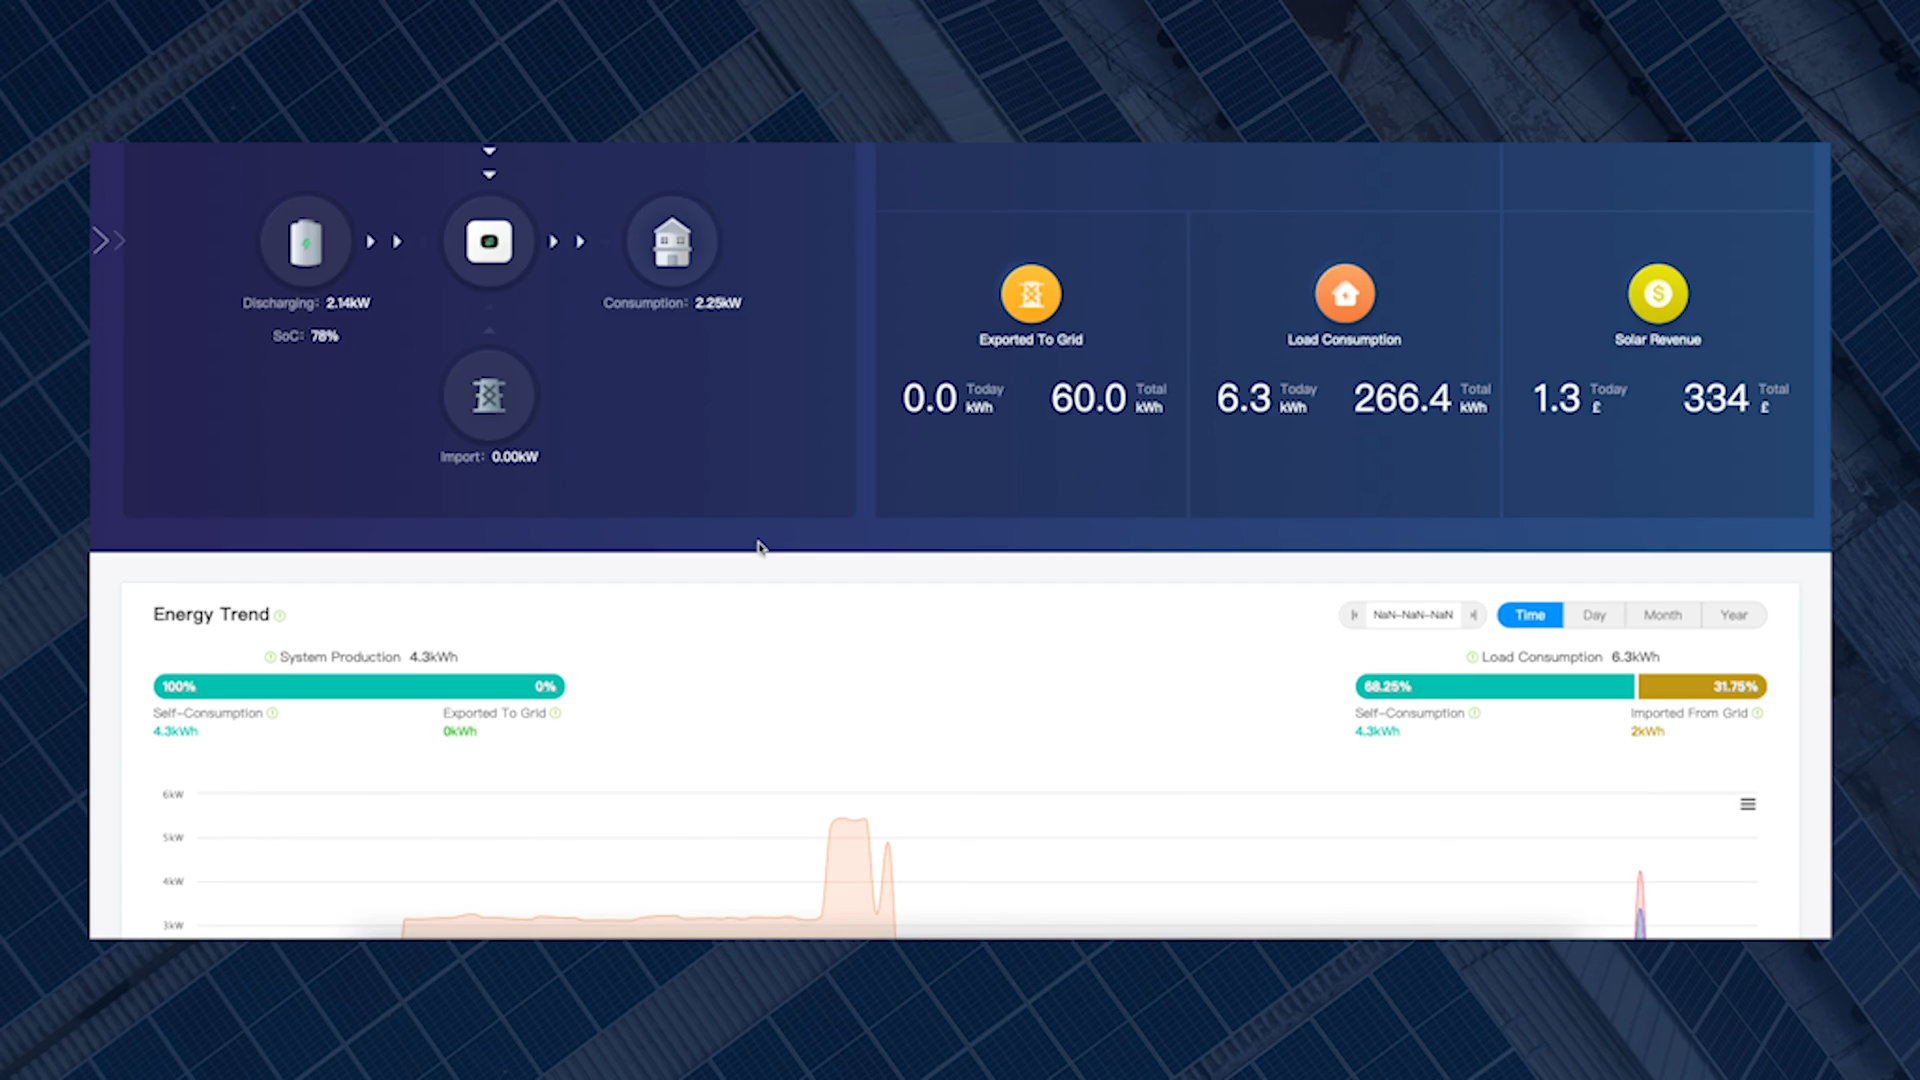 Discharging: 2.14kW
SoC: 78%
Consumption: 2.25kW
Import: 0.00kW
Exported To Grid
0.0 Today kWh
60.0 Total kWh
Load Consumption
6.3 Today kWh
266.4 Total kWh
Solar Revenue
1.3 Today £
334 Total £
Energy Trend
NaN-NaN-NaN
Time
Day
Month
Year
System Production 4.3kWh
100%
0%
Self-Consumption
4.3kWh
Exported To Grid
0kWh
Load Consumption 6.3kWh
68.25%
31.75%
Self-Consumption
4.3kWh
Imported From Grid
2kWh
6kW
5kW
4kW
3kW